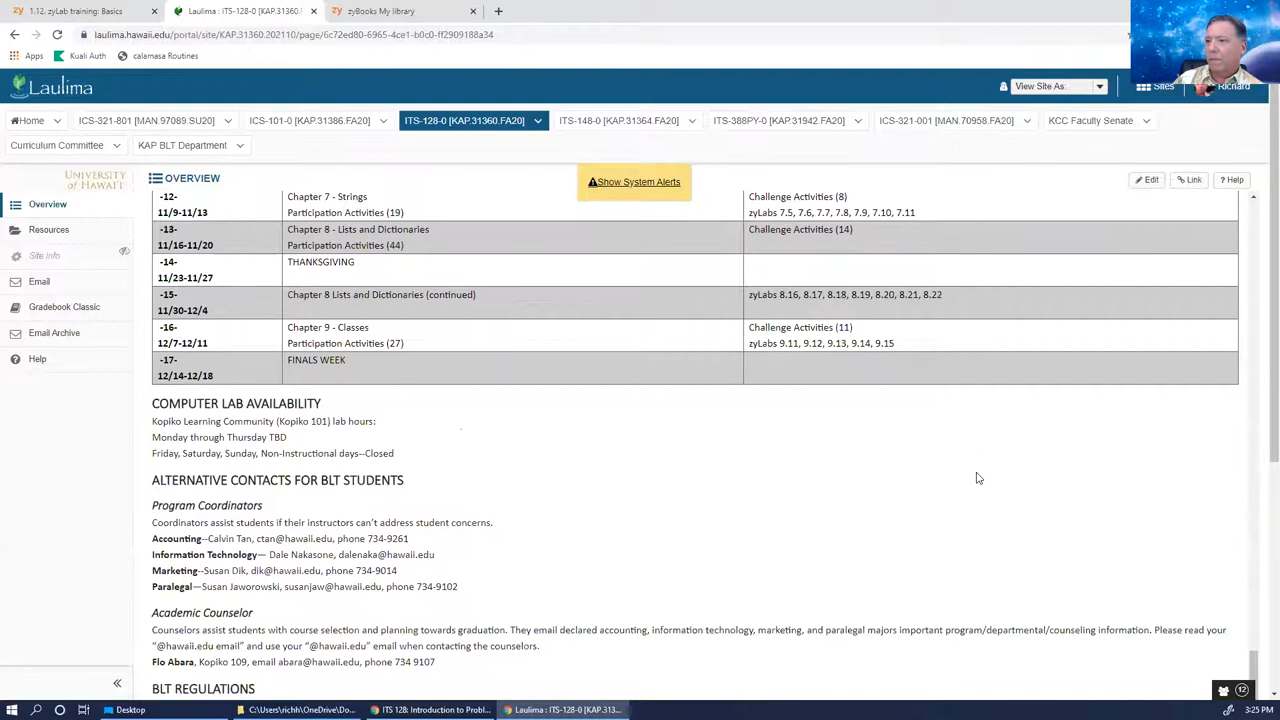 1.12. zyLab training: Basics
Laulima : ITS-128-0 [KAP.31360.
zyBooks My library
laulima.hawaii.edu/portal/site/KAP.31360.202110/page/6c72ed80-6965-4ce1-b0c0-ff2909188a34
Apps Kuali Auth calamasa Routines
Laulima
View Site As:
Sites
Richard
Home
ICS-321-801 [MAN.97089.SU20]
ICS-101-0 [KAP.31386.FA20]
ITS-128-0 [KAP.31360.FA20]
ITS-148-0 [KAP.31364.FA20]
ITS-388PY-0 [KAP.31942.FA20]
ICS-321-001 [MAN.70958.FA20]
KCC Faculty Senate
Curriculum Committee
KAP BLT Department
UNIVERSITY
OF HAWAI'I
OVERVIEW
Show System Alerts
Edit
Link
? Help
Overview
Resources
Site Info
Email
Gradebook Classic
Email Archive
Help
-12- Chapter 7 - Strings Challenge Activities (8)
11/9-11/13 Participation Activities (19) zyLabs 7.5, 7.6, 7.7, 7.8, 7.9, 7.10, 7.11
-13- Chapter 8 - Lists and Dictionaries Challenge Activities (14)
11/16-11/20 Participation Activities (44)
-14- THANKSGIVING
11/23-11/27
-15- Chapter 8 Lists and Dictionaries (continued) zyLabs 8.16, 8.17, 8.18, 8.19, 8.20, 8.21, 8.22
11/30-12/4
-16- Chapter 9 - Classes Challenge Activities (11)
12/7-12/11 Participation Activities (27) zyLabs 9.11, 9.12, 9.13, 9.14, 9.15
-17- FINALS WEEK
12/14-12/18
COMPUTER LAB AVAILABILITY
Kopiko Learning Community (Kopiko 101) lab hours:
Monday through Thursday TBD
Friday, Saturday, Sunday, Non-Instructional days--Closed
ALTERNATIVE CONTACTS FOR BLT STUDENTS
Program Coordinators
Coordinators assist students if their instructors can't address student concerns.
Accounting--Calvin Tan, ctan@hawaii.edu, phone 734-9261
Information Technology— Dale Nakasone, dalenaka@hawaii.edu
Marketing--Susan Dik, dik@hawaii.edu, phone 734-9014
Paralegal—Susan Jaworowski, susanjaw@hawaii.edu, phone 734-9102
Academic Counselor
Counselors assist students with course selection and planning towards graduation. They email declared accounting, information technology, marketing, and paralegal majors important program/departmental/counseling information. Please read your
"@hawaii.edu email" and use your "@hawaii.edu" email when contacting the counselors.
Flo Abara, Kopiko 109, email abara@hawaii.edu, phone 734 9107
BLT REGULATIONS
12
Desktop
C:\Users\richh\OneDrive\Do...
ITS 128: Introduction to Probl...
Laulima : ITS-128-0 [KAP.313...
3:25 PM